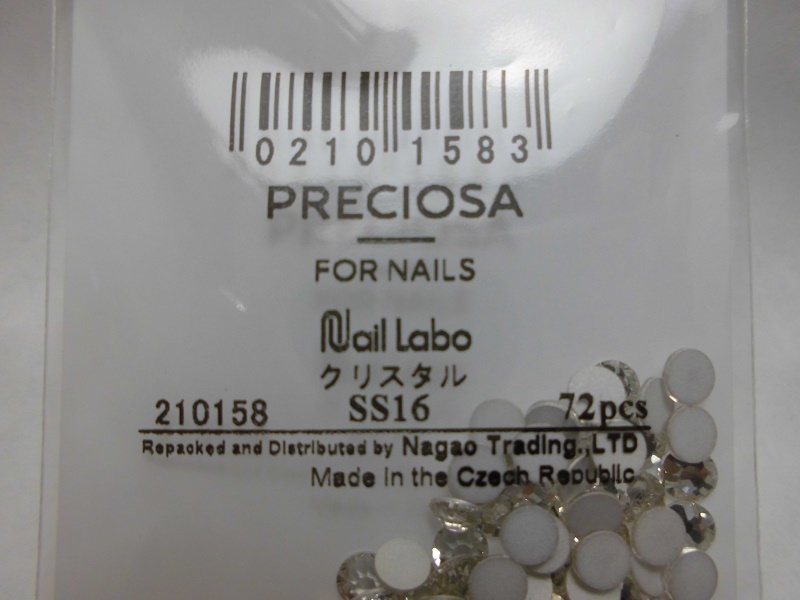 0210 1583
PRECIOSA
FOR NAILS
Nail Labo
クリスタル
210158 SS16 72pcs
Repacked and Distributed by Nagao Trading.,LTD
Made in the Czech Republic